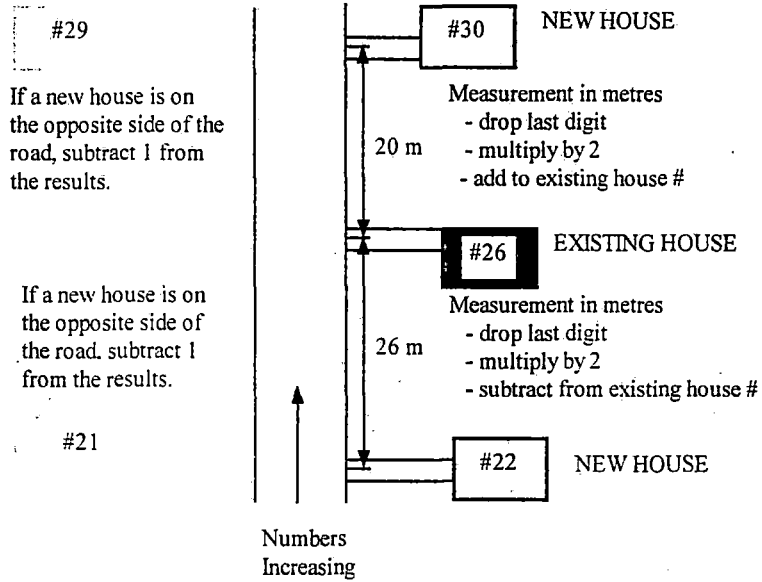 #29
#30
NEW HOUSE
If a new house is on
the opposite side of the
road, subtract 1 from
the results.
Measurement in metres
- drop last digit
- multiply by 2
- add to existing house #
20 m
#26
EXISTING HOUSE
If a new house is on
the opposite side of
the road. subtract 1
from the results.
Measurement in metres
- drop last digit
- multiply by 2
- subtract from existing house #
26 m
#21
#22
NEW HOUSE
Numbers
Increasing